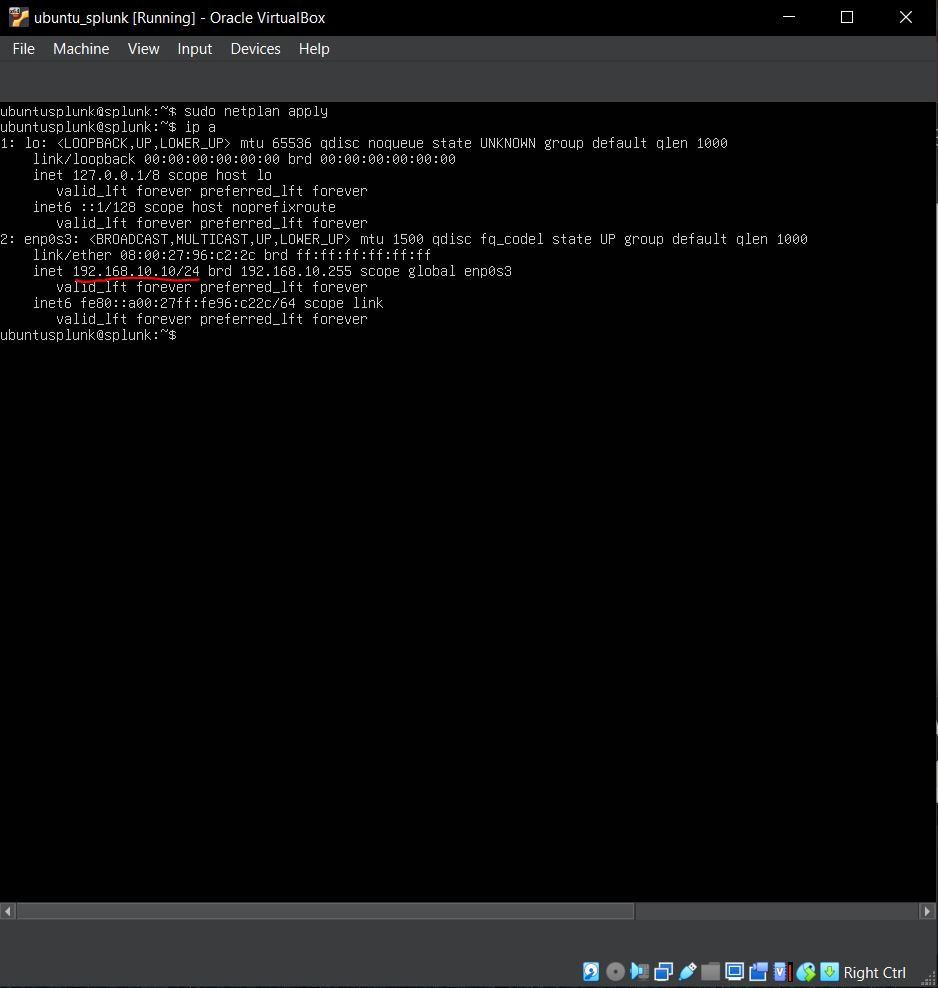 ubuntu_splunk [Running] - Oracle VirtualBox
File Machine View Input Devices Help
ubuntusplunk@splunk:~$ sudo netplan apply
ubuntusplunk@splunk:~$ ip a
1: lo: <LOOPBACK,UP,LOWER_UP> mtu 65536 qdisc noqueue state UNKNOWN group default qlen 1000
    link/loopback 00:00:00:00:00:00 brd 00:00:00:00:00:00
    inet 127.0.0.1/8 scope host lo
       valid_lft forever preferred_lft forever
    inet6 ::1/128 scope host noprefixroute
       valid_lft forever preferred_lft forever
2: enp0s3: <BROADCAST,MULTICAST,UP,LOWER_UP> mtu 1500 qdisc fq_codel state UP group default qlen 1000
    link/ether 08:00:27:96:c2:2c brd ff:ff:ff:ff:ff:ff
    inet 192.168.10.10/24 brd 192.168.10.255 scope global enp0s3
       valid_lft forever preferred_lft forever
    inet6 fe80::a00:27ff:fe96:c22c/64 scope link
       valid_lft forever preferred_lft forever
ubuntusplunk@splunk:~$
Right Ctrl